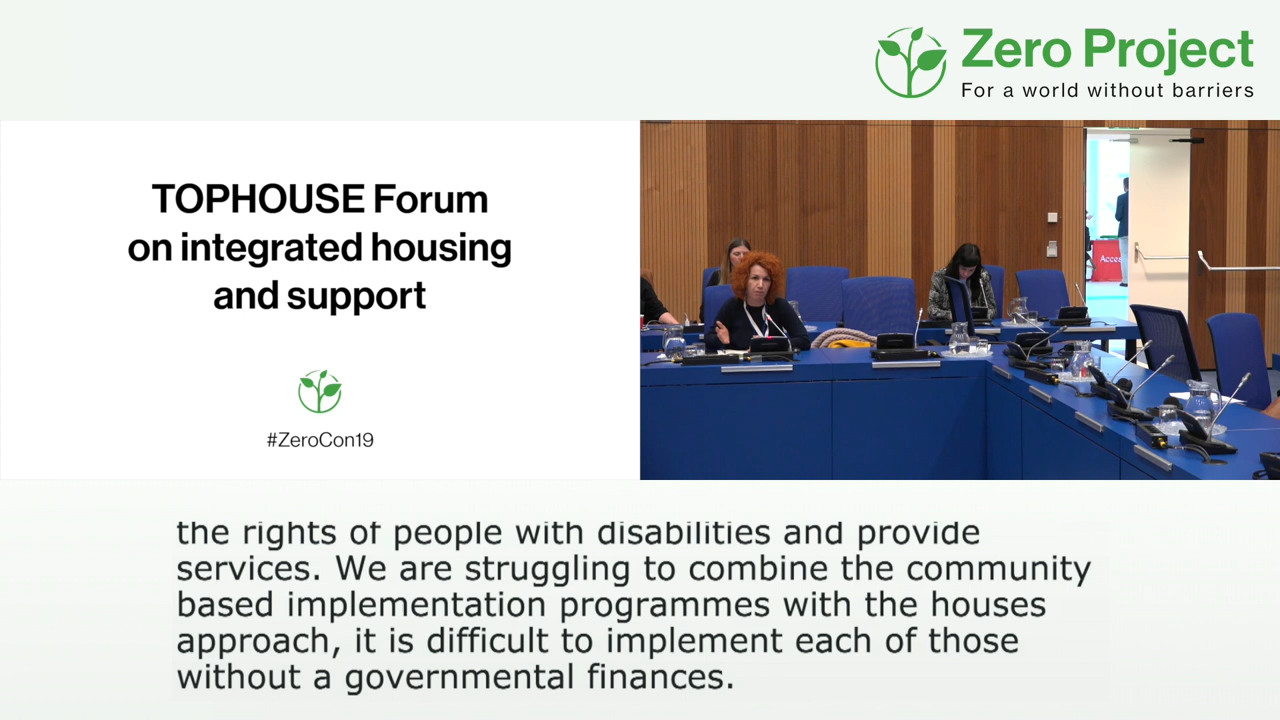 Zero Project
For a world without barriers
TOPHOUSE Forum
on integrated housing
and support
#ZeroCon19
the rights of people with disabilities and provide
services. We are struggling to combine the community
based implementation programmes with the houses
approach, it is difficult to implement each of those
without a governmental finances.